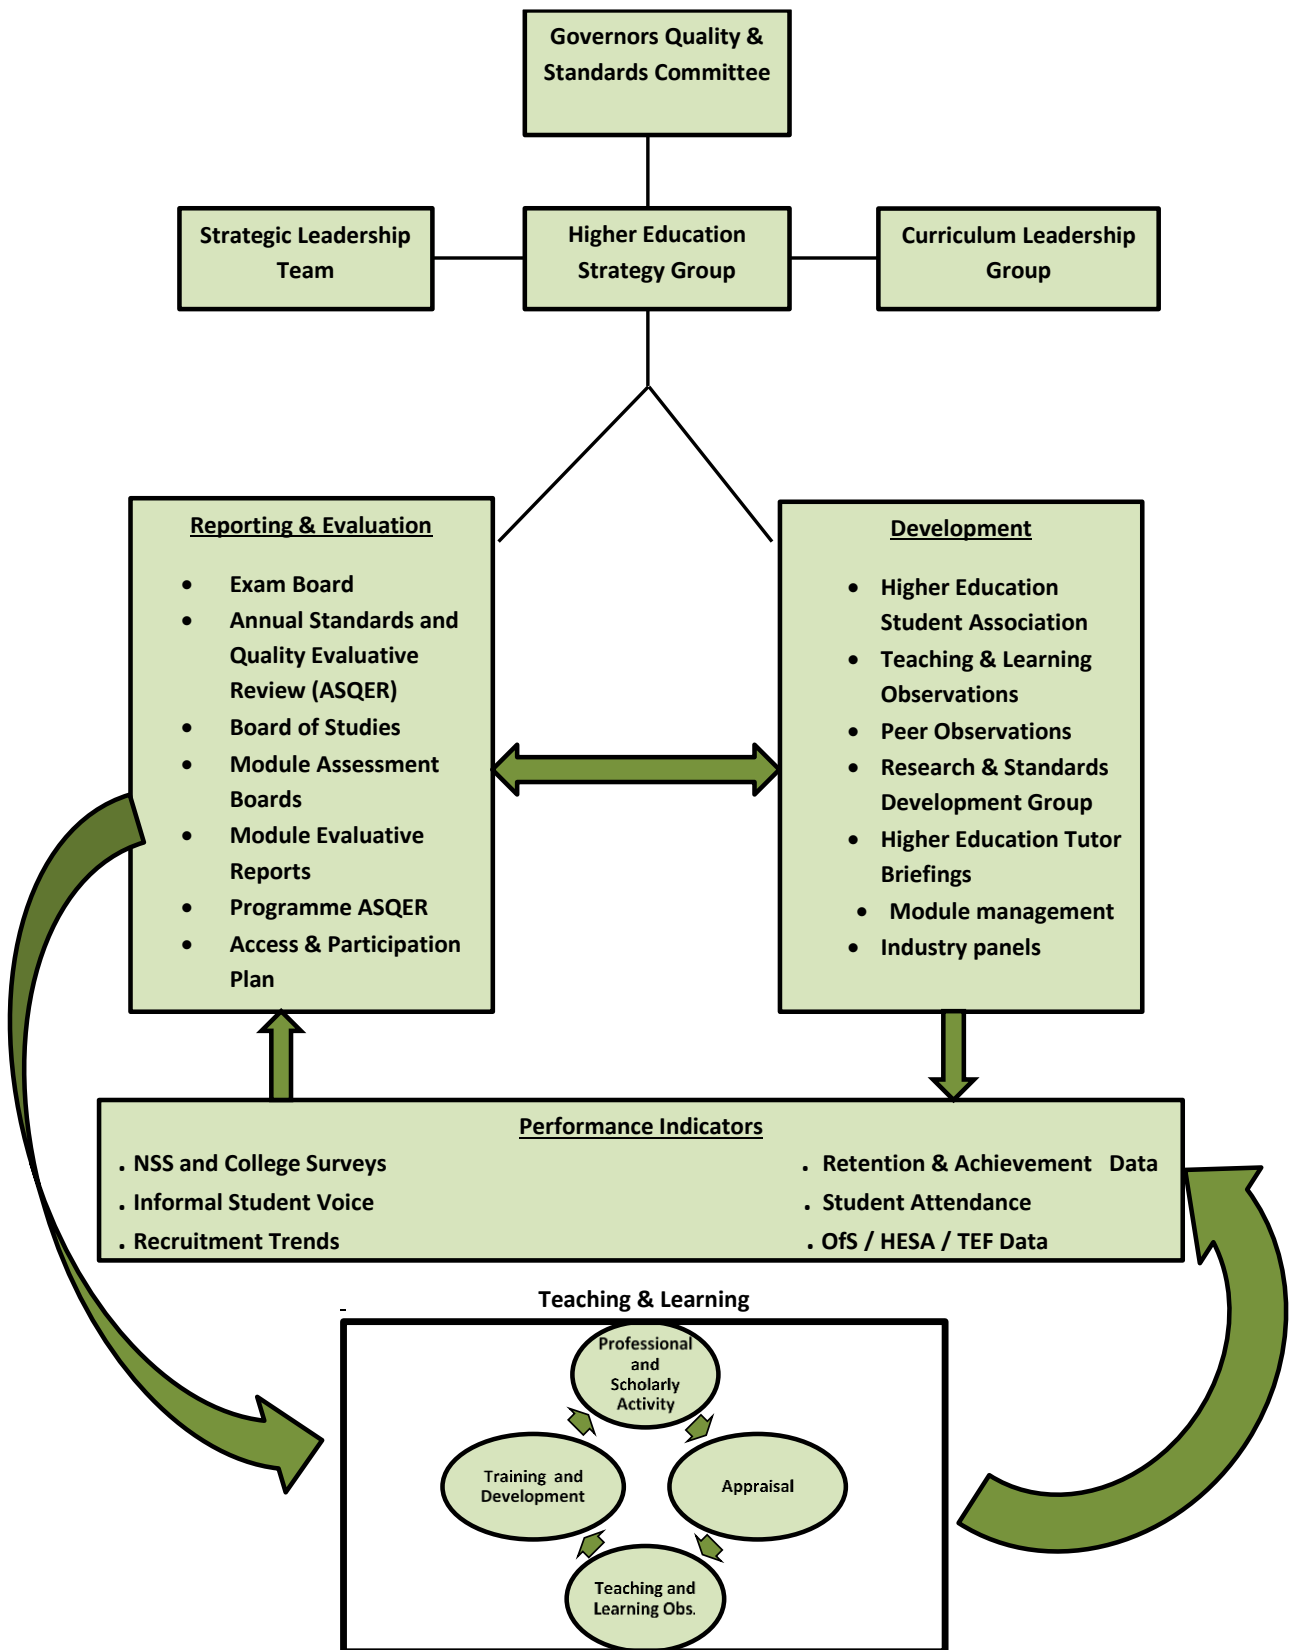 Governors Quality &
Standards Committee
Strategic Leadership
Team
Higher Education
Strategy Group
Curriculum Leadership
Group
Reporting & Evaluation
• Exam Board
• Annual Standards and
Quality Evaluative
Review (ASQER)
• Board of Studies
• Module Assessment
Boards
• Module Evaluative
Reports
• Programme ASQER
• Access & Participation
Plan
Development
• Higher Education
Student Association
• Teaching & Learning
Observations
• Peer Observations
• Research & Standards
Development Group
• Higher Education Tutor
Briefings
• Module management
• Industry panels
Performance Indicators
. NSS and College Surveys
. Informal Student Voice
. Recruitment Trends
. Retention & Achievement Data
. Student Attendance
. OfS / HESA / TEF Data
Teaching & Learning
Professional
and
Scholarly
Activity
Training and
Development
Appraisal
Teaching and
Learning Obs.